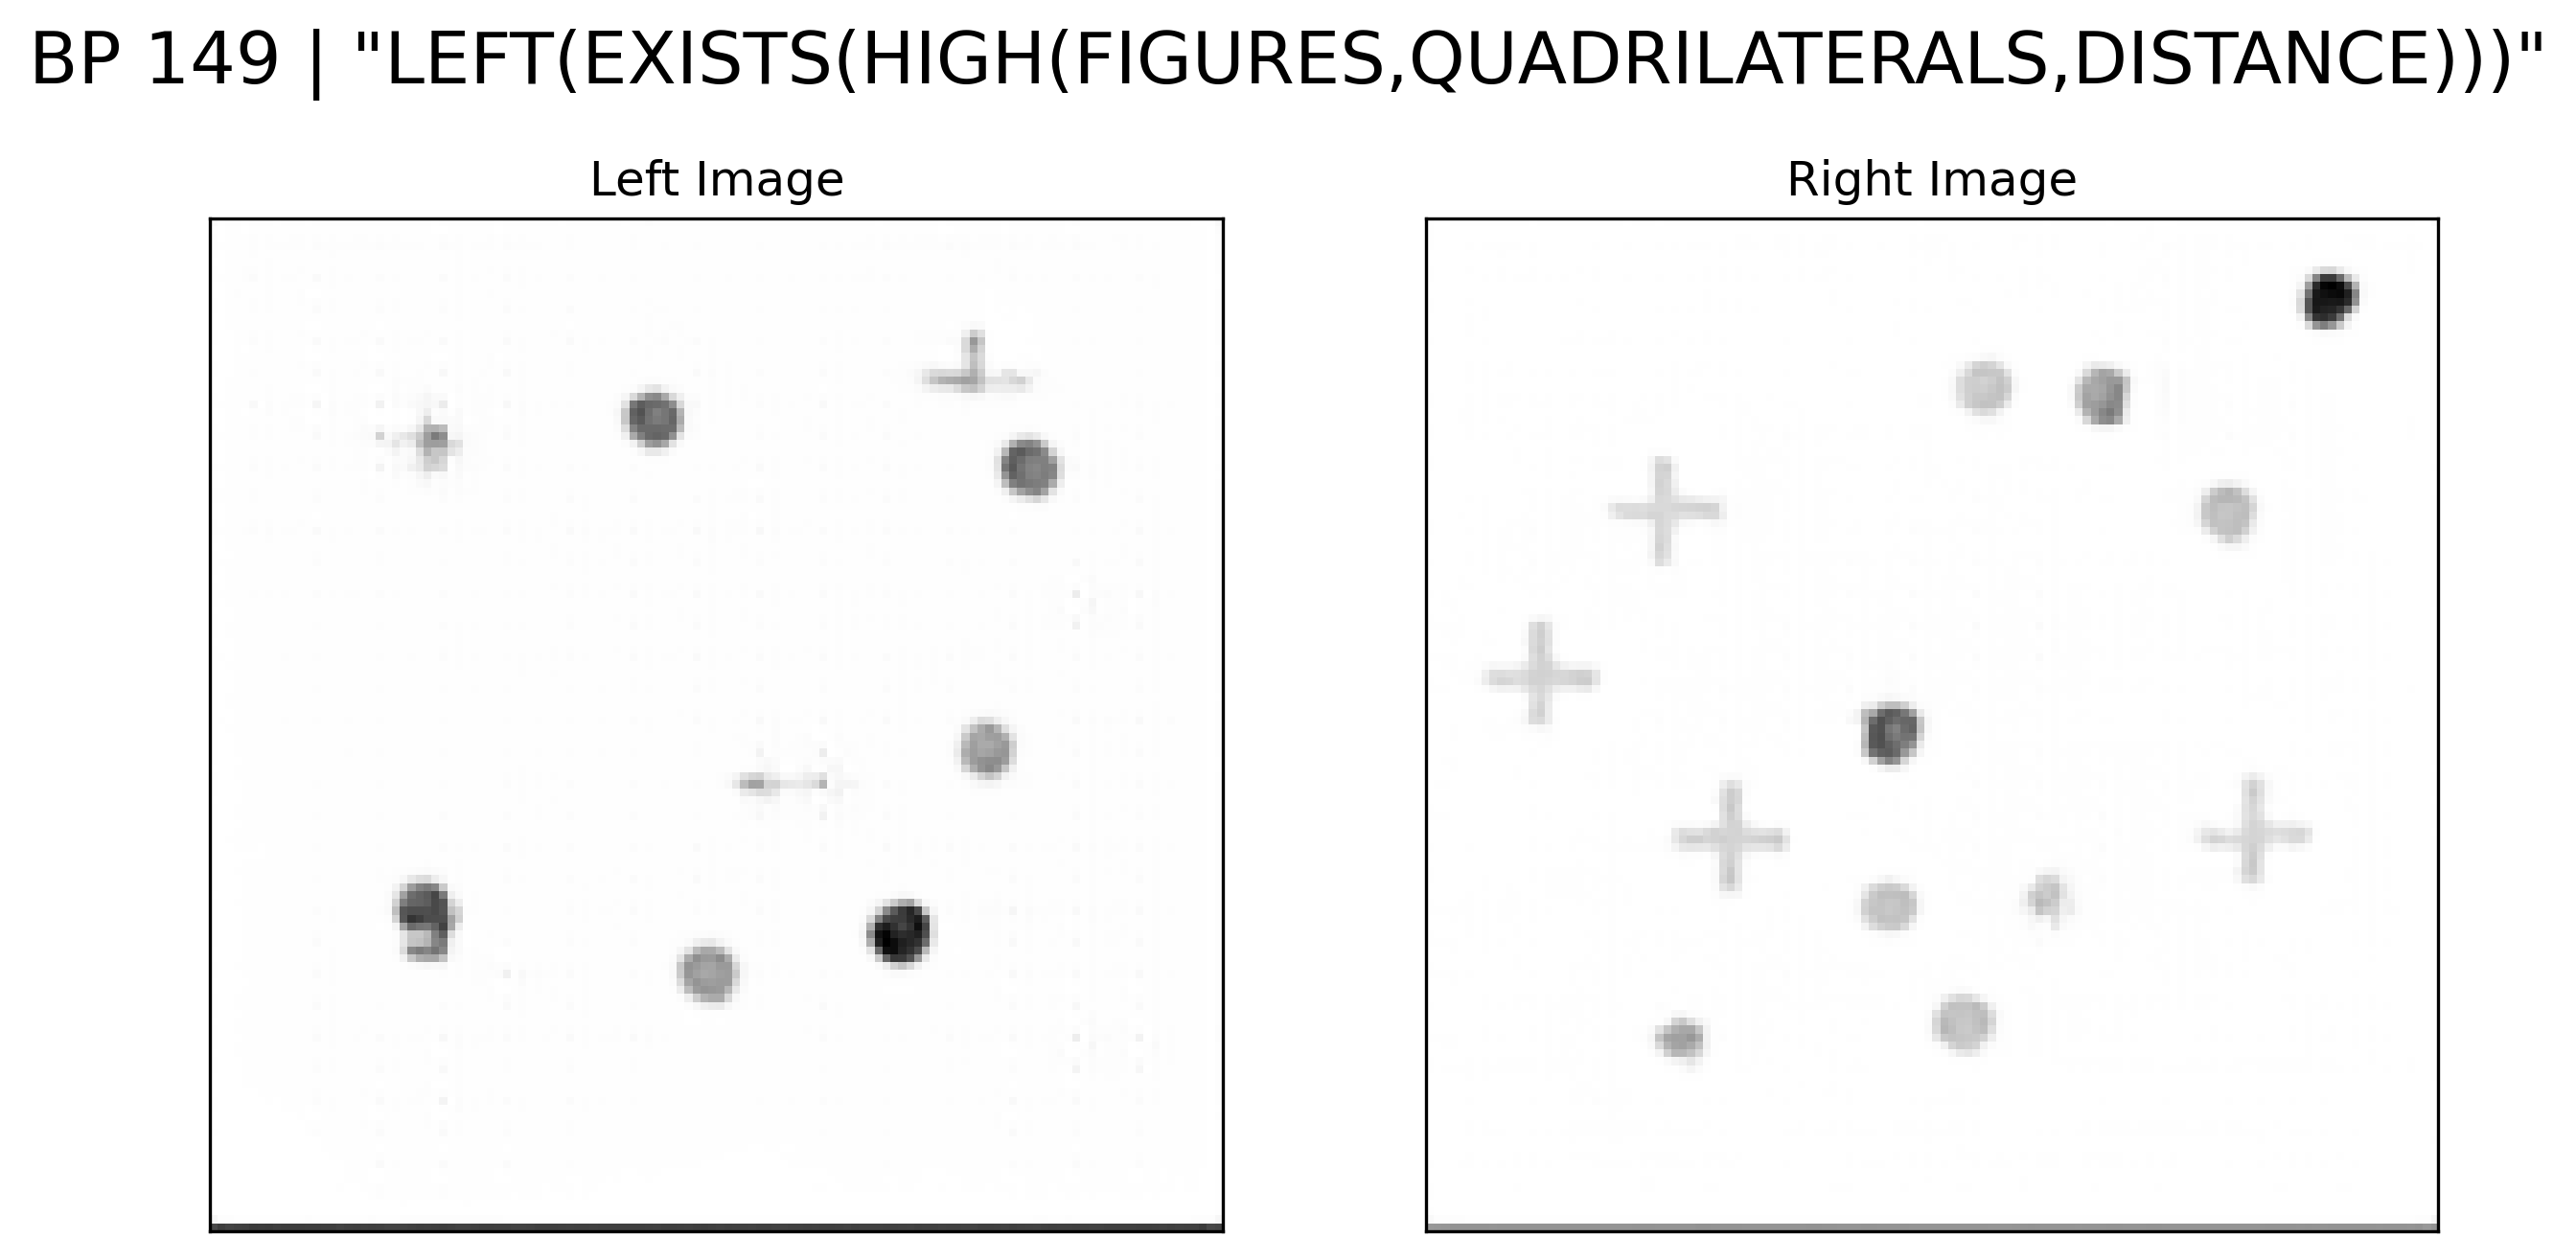 BP 149 | "LEFT(EXISTS(HIGH(FIGURES,QUADRILATERALS,DISTANCE)))"
Left Image
Right Image